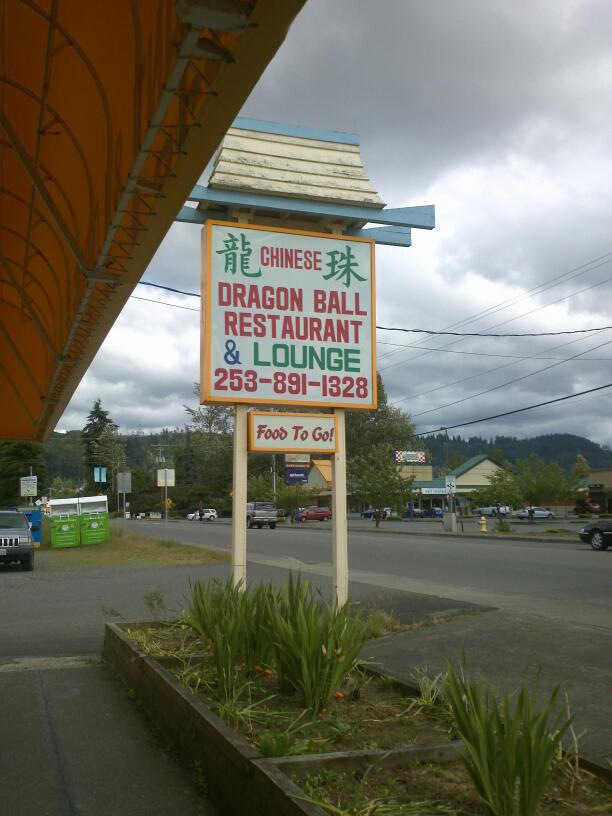 龍 CHINESE 珠
DRAGON BALL
RESTAURANT
& LOUNGE
253-891-1328
Food To Go!